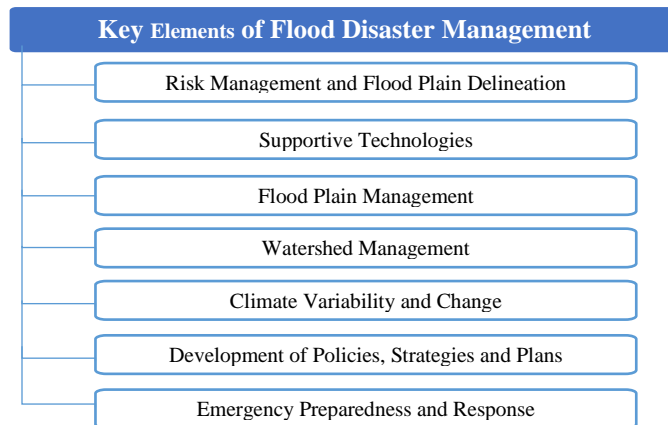 Key Elements of Flood Disaster Management
Risk Management and Flood Plain Delineation
Supportive Technologies
Flood Plain Management
Watershed Management
Climate Variability and Change
Development of Policies, Strategies and Plans
Emergency Preparedness and Response